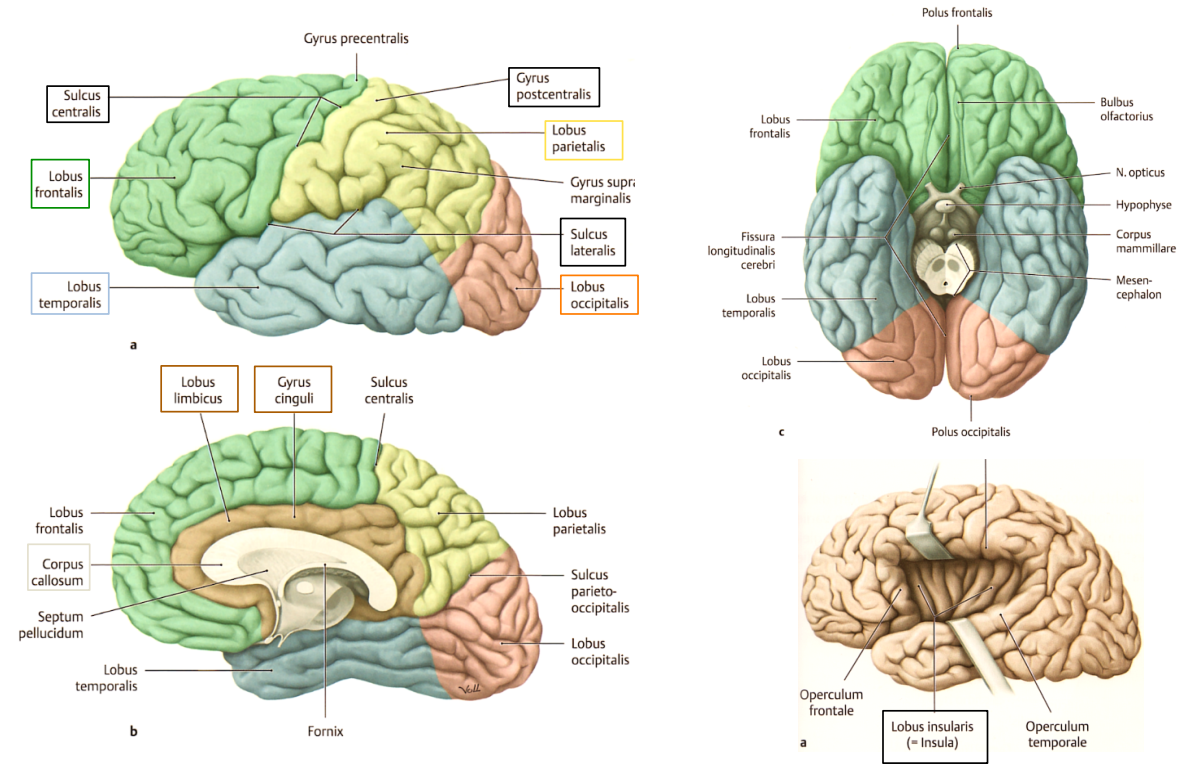 Gyrus precentralis
Sulcus
centralis
Gyrus
postcentralis
Lobus
parietalis
Lobus
frontalis
Gyrus supra
marginalis
Sulcus
lateralis
Lobus
temporalis
Lobus
occipitalis
a
Lobus
limbicus
Gyrus
cinguli
Sulcus
centralis
Lobus
frontalis
Lobus
parietalis
Corpus
callosum
Sulcus
parieto-
occipitalis
Septum
pellucidum
Lobus
occipitalis
Lobus
temporalis
Voll
b
Fornix
Polus frontalis
Lobus
frontalis
Bulbus
olfactorius
N. opticus
Hypophyse
Fissura
longitudinalis
cerebri
Corpus
mammillare
Mesen-
cephalon
Lobus
temporalis
Lobus
occipitalis
c
Polus occipitalis
Operculum
frontale
Lobus insularis
(= Insula)
Operculum
temporale
a